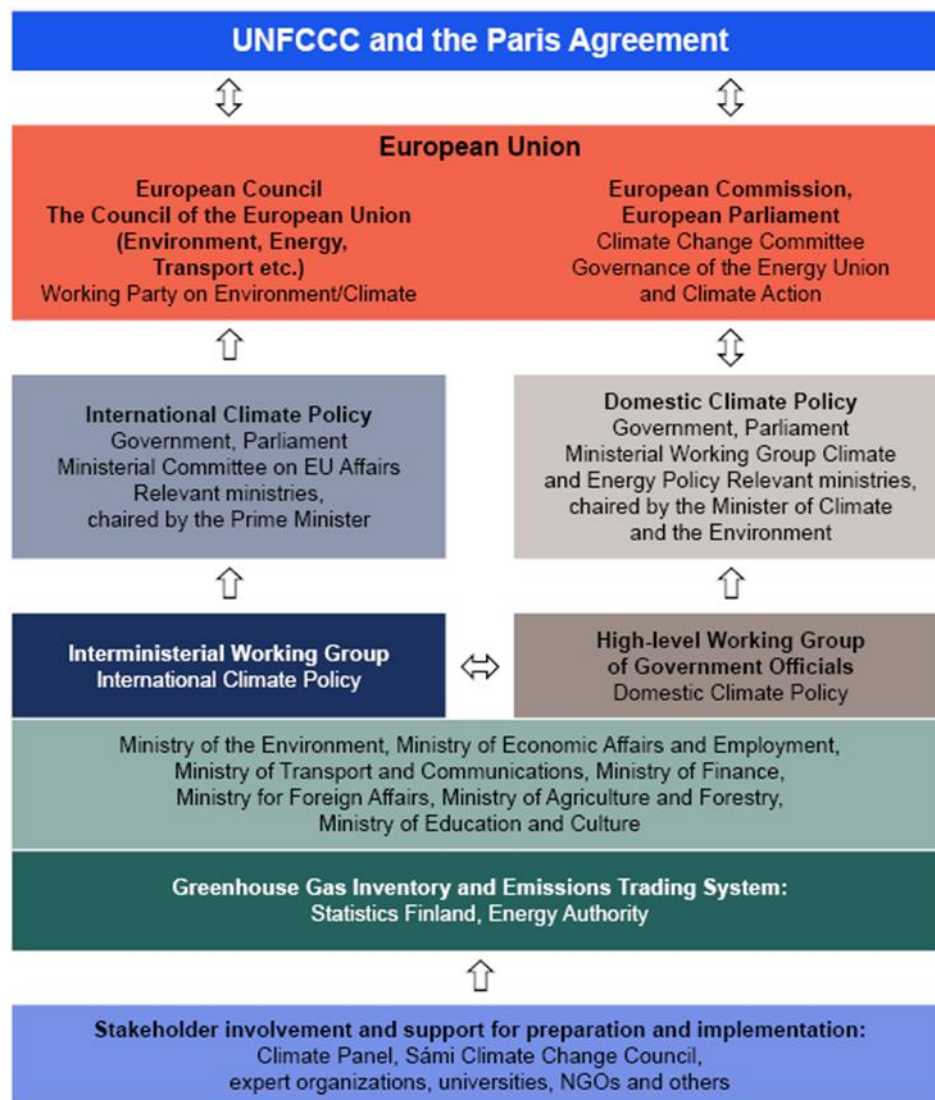 UNFCCC and the Paris Agreement
European Union
European Council
The Council of the European Union
(Environment, Energy,
Transport etc.)
Working Party on Environment/Climate
European Commission,
European Parliament
Climate Change Committee
Governance of the Energy Union
and Climate Action
International Climate Policy
Government, Parliament
Ministerial Committee on EU Affairs
Relevant ministries,
chaired by the Prime Minister
Domestic Climate Policy
Government, Parliament
Ministerial Working Group Climate
and Energy Policy Relevant ministries,
chaired by the Minister of Climate
and the Environment
Interministerial Working Group
International Climate Policy
High-level Working Group
of Government Officials
Domestic Climate Policy
Ministry of the Environment, Ministry of Economic Affairs and Employment,
Ministry of Transport and Communications, Ministry of Finance,
Ministry for Foreign Affairs, Ministry of Agriculture and Forestry,
Ministry of Education and Culture
Greenhouse Gas Inventory and Emissions Trading System:
Statistics Finland, Energy Authority
Stakeholder involvement and support for preparation and implementation:
Climate Panel, Sámi Climate Change Council,
expert organizations, universities, NGOs and others